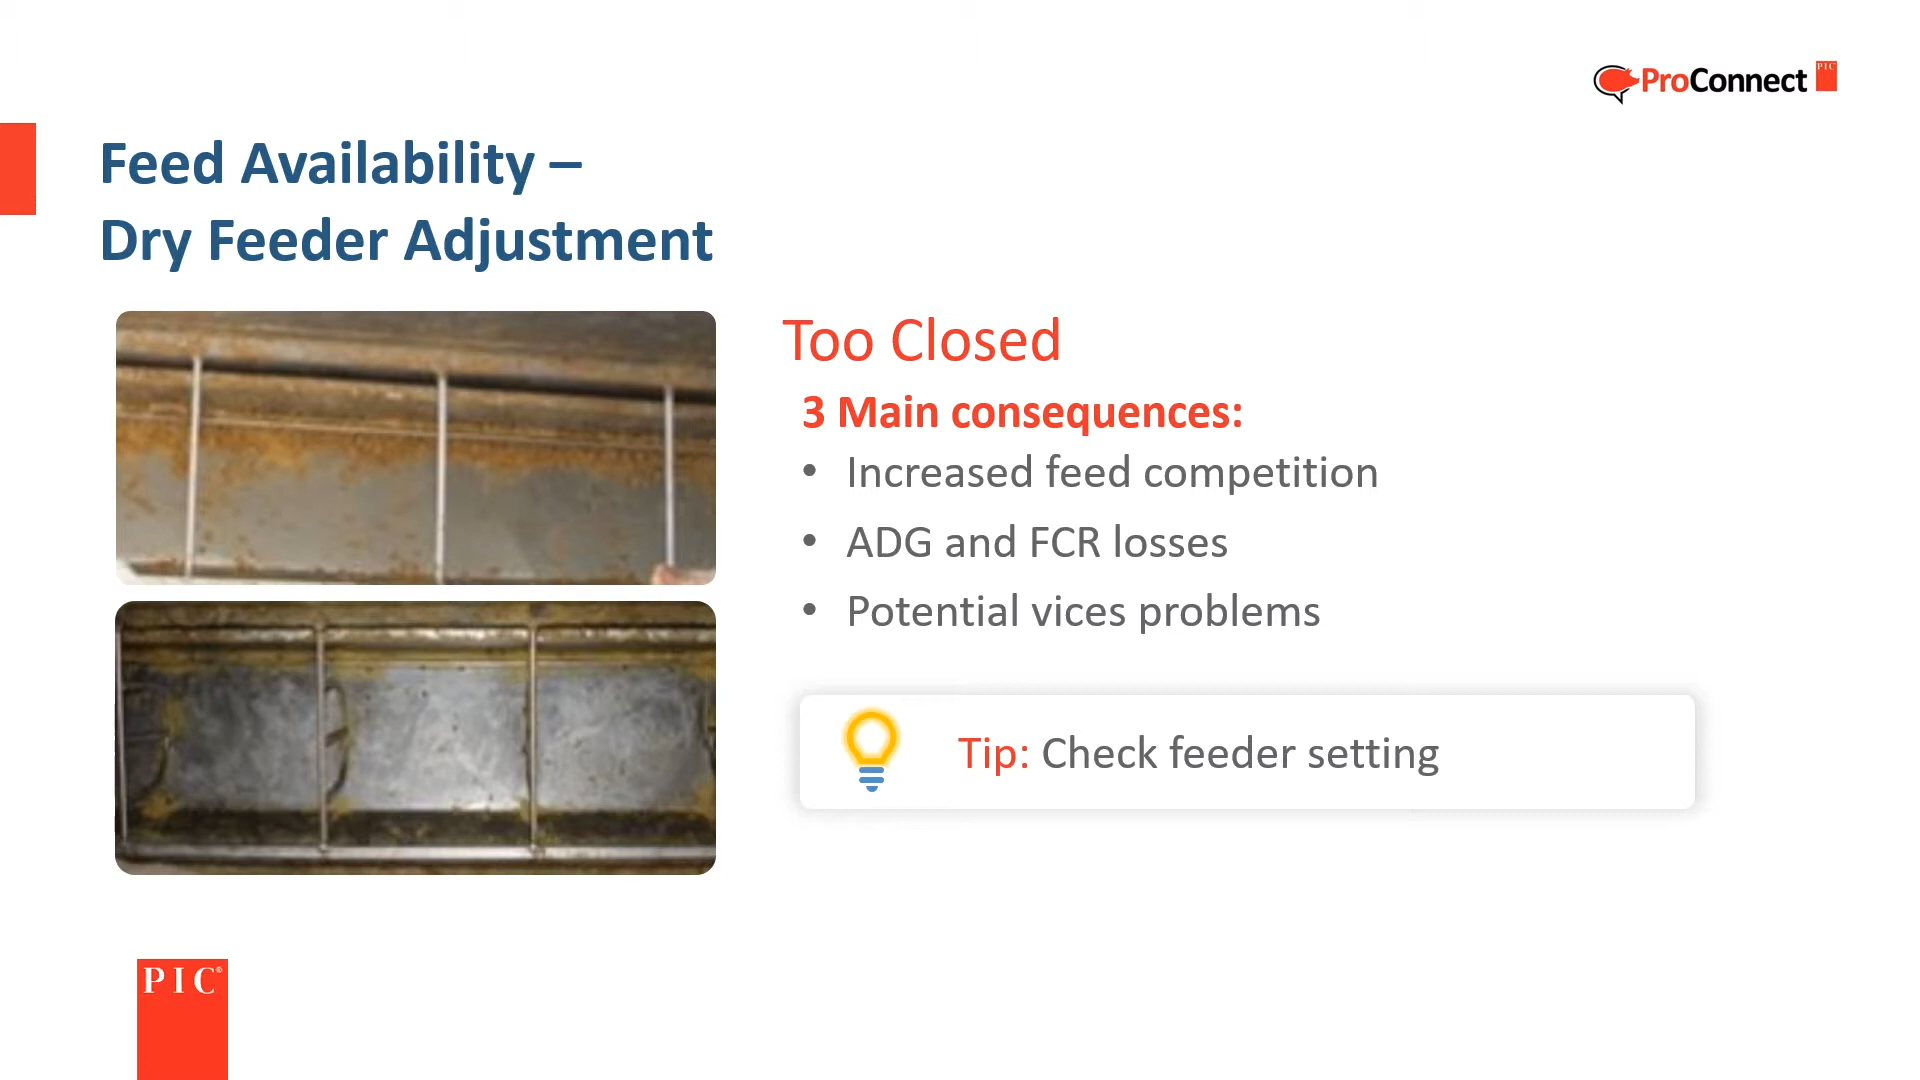 ProConnect PIC
Feed Availability –
Dry Feeder Adjustment
Too Closed
3 Main consequences:
• Increased feed competition
• ADG and FCR losses
• Potential vices problems
Tip: Check feeder setting
PIC®